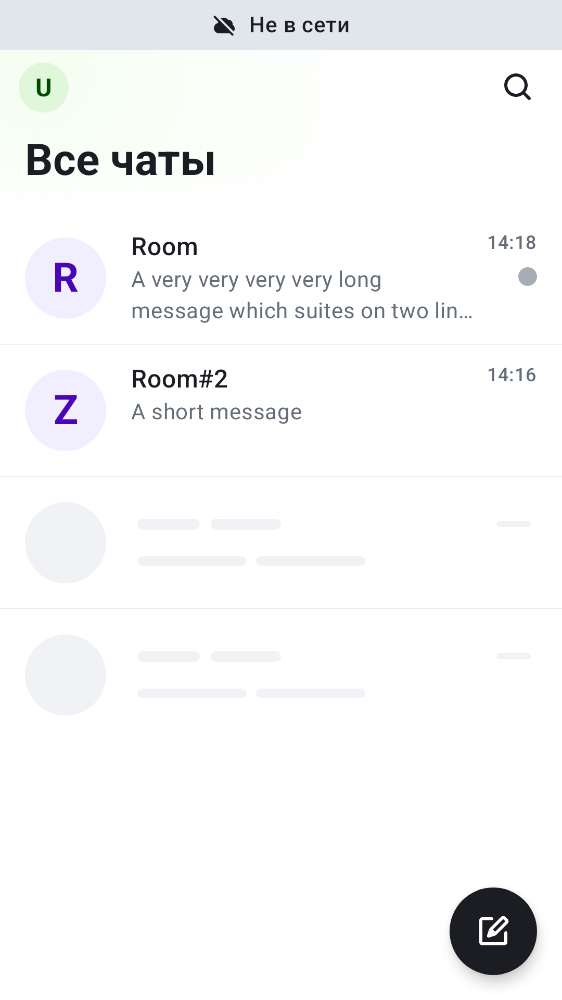 Не в сети
U
Все чаты
R
Room
14:18
A very very very very long
message which suites on two lin…
Z
Room#2
14:16
A short message